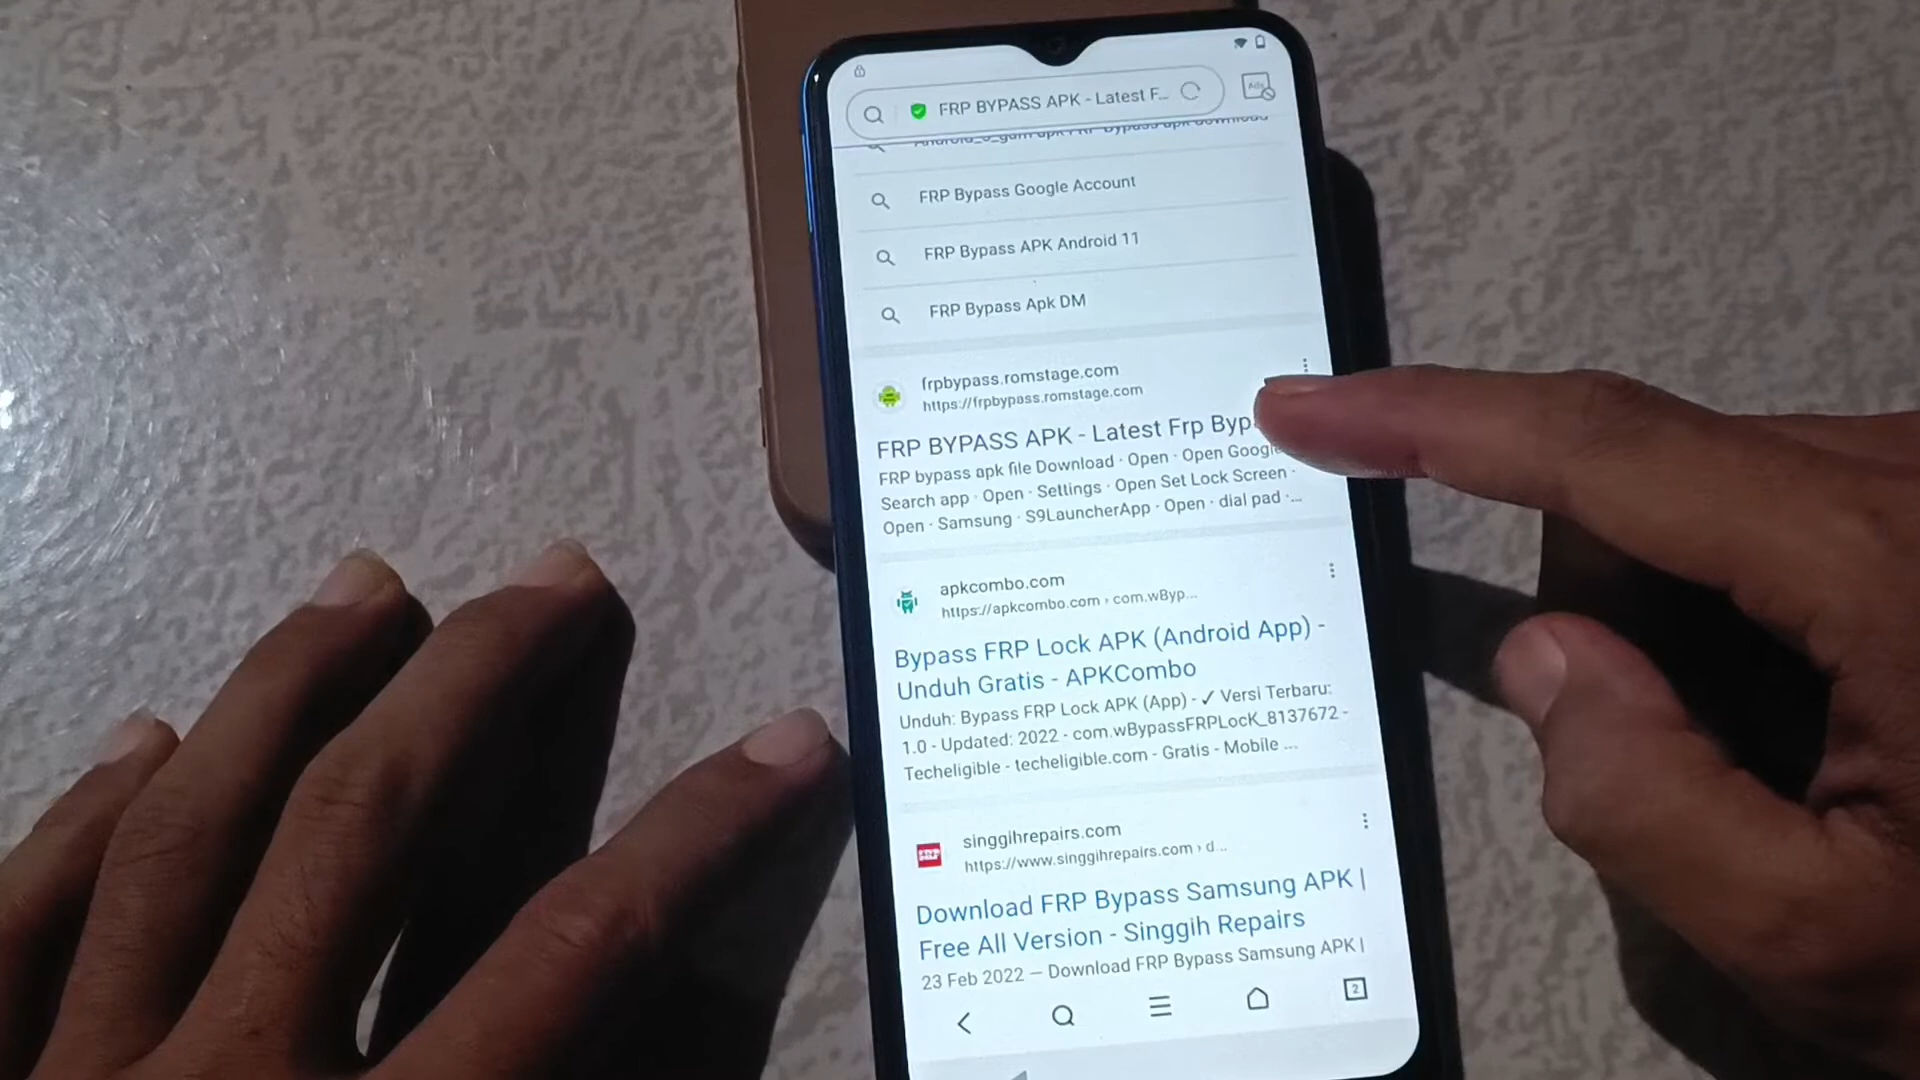 FRP BYPASS APK - Latest F...
Ads
FRP Bypass Google Account
FRP Bypass APK Android 11
FRP Bypass Apk DM
frpbypass.romstage.com
https://frpbypass.romstage.com
FRP BYPASS APK - Latest Frp Byp
FRP bypass apk file Download · Open · Open Google
Search app · Open · Settings · Open Set Lock Screen ·
Open · Samsung · S9LauncherApp · Open · dial pad ·...
apkcombo.com
https://apkcombo.com › com.wByp...
Bypass FRP Lock APK (Android App) -
Unduh Gratis - APKCombo
Unduh: Bypass FRP Lock APK (App) - ✓ Versi Terbaru:
1.0 - Updated: 2022 - com.wBypassFRPLocK_8137672 -
Techeligible - techeligible.com - Gratis - Mobile ...
singgihrepairs.com
https://www.singgihrepairs.com › d...
Download FRP Bypass Samsung APK |
Free All Version - Singgih Repairs
23 Feb 2022 — Download FRP Bypass Samsung APK |
2